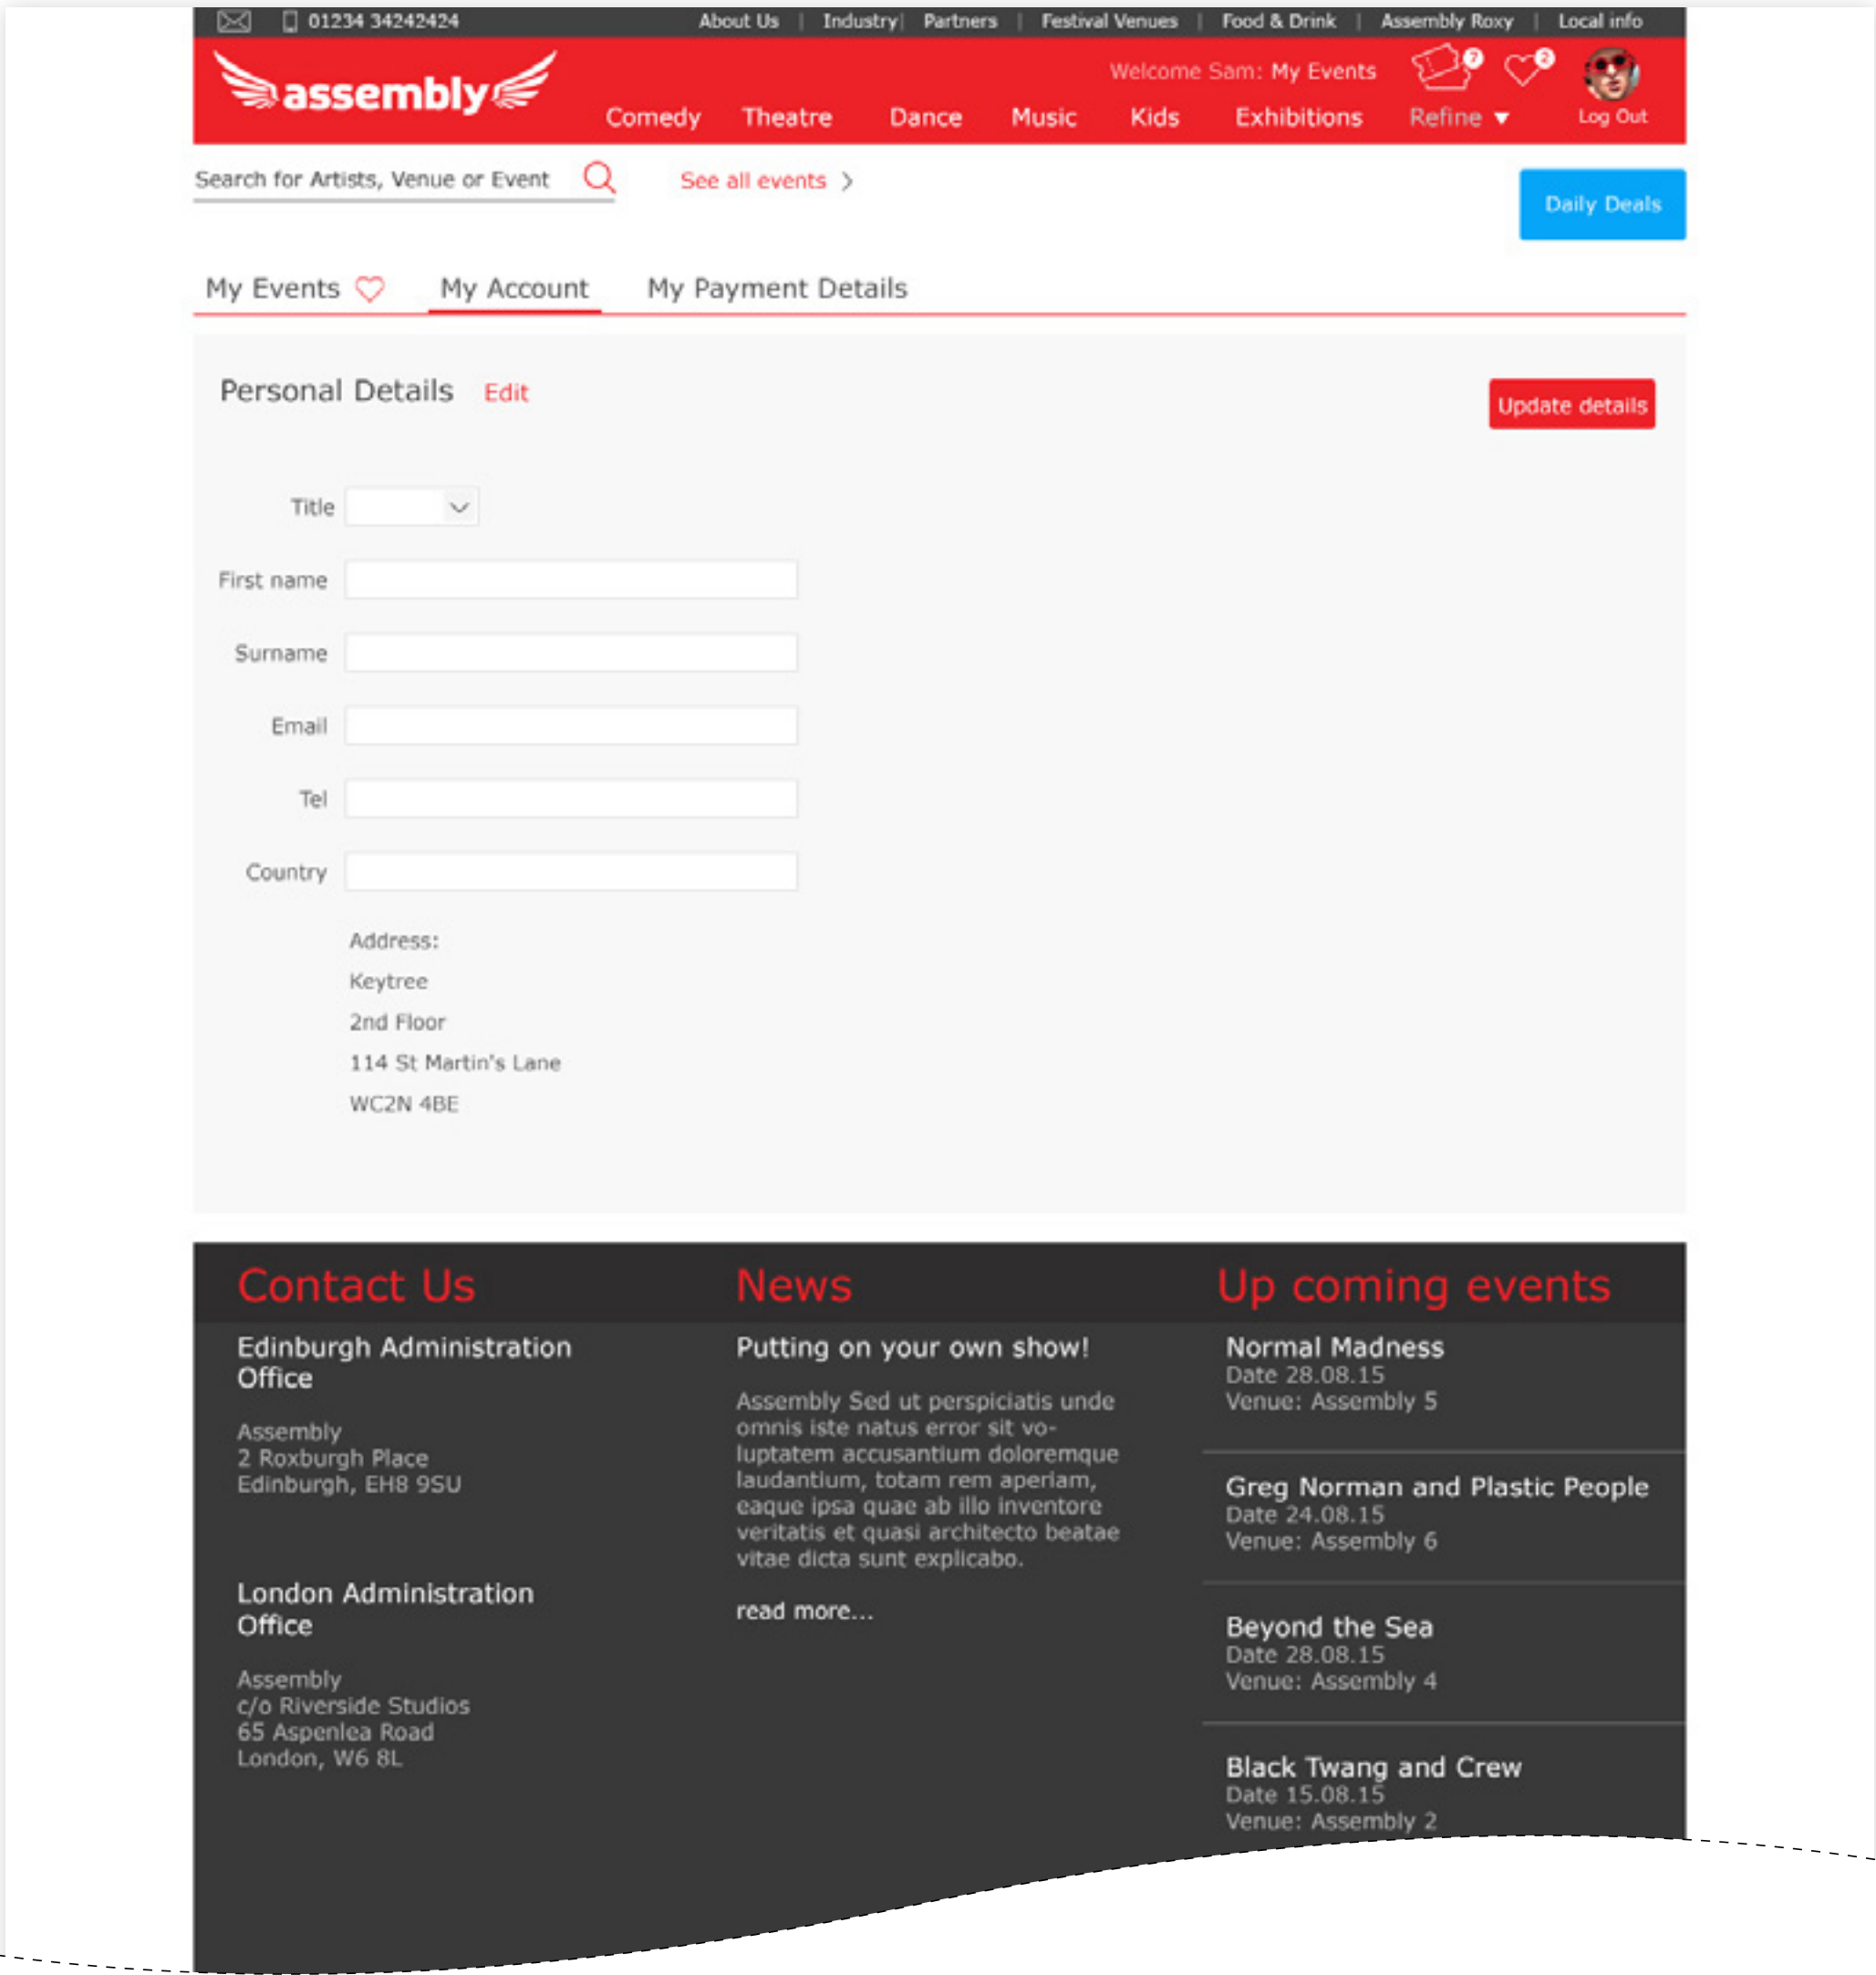 01234 34242424
About Us | Industry| Partners | Festival Venues | Food & Drink | Assembly Roxy | Local info
assembly
Welcome Sam: My Events
7
2
Comedy Theatre Dance Music Kids Exhibitions Refine Log Out
Search for Artists, Venue or Event
See all events
Daily Deals
My Events My Account My Payment Details
Personal Details Edit
Update details
Title
First name
Surname
Email
Tel
Country
Address:
Keytree
2nd Floor
114 St Martin's Lane
WC2N 4BE
Contact Us
Edinburgh Administration
Office
Assembly
2 Roxburgh Place
Edinburgh, EH8 9SU
London Administration
Office
Assembly
c/o Riverside Studios
65 Aspenlea Road
London, W6 8L
News
Putting on your own show!
Assembly Sed ut perspiciatis unde
omnis iste natus error sit vo-
luptatem accusantium doloremque
laudantium, totam rem aperiam,
eaque ipsa quae ab illo inventore
veritatis et quasi architecto beatae
vitae dicta sunt explicabo.
read more...
Up coming events
Normal Madness
Date 28.08.15
Venue: Assembly 5
Greg Norman and Plastic People
Date 24.08.15
Venue: Assembly 6
Beyond the Sea
Date 28.08.15
Venue: Assembly 4
Black Twang and Crew
Date 15.08.15
Venue: Assembly 2